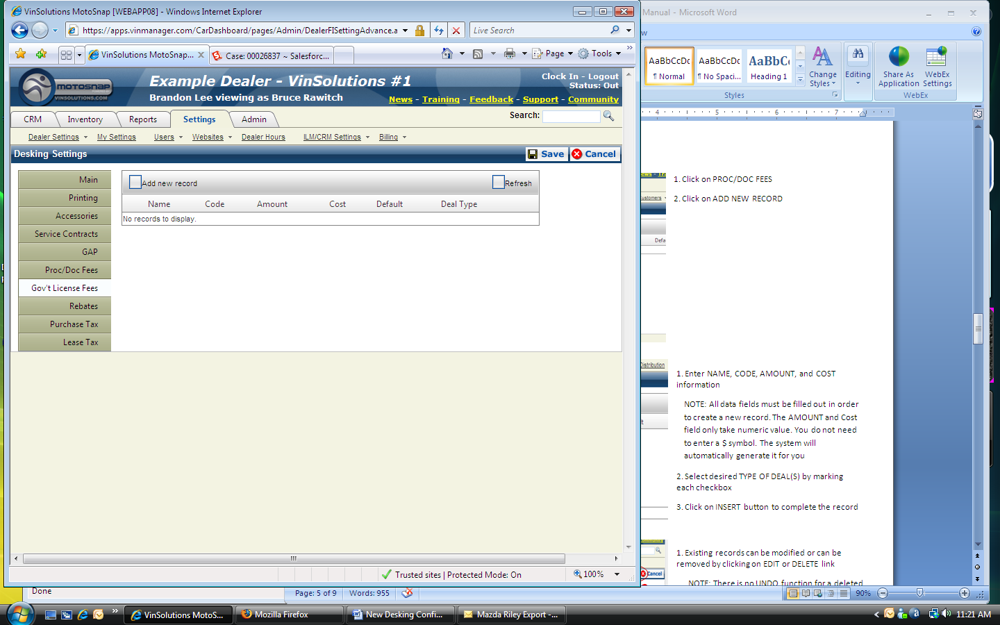 VinSolutions MotoSnap [WEBAPP08] - Windows Internet Explorer
https://apps.vinmanager.com/CarDashboard/pages/Admin/DealerFISettingAdvance.a
Live Search
VinSolutions MotoSnap...
Case: 00026837 ~ Salesforc...
Page
Tools
MOTOSNAP
VINSOLUTIONS.COM
Example Dealer - VinSolutions #1
Brandon Lee viewing as Bruce Rawitch
Clock In - Logout
Status: Out
News - Training - Feedback - Support - Community
CRM Inventory Reports Settings Admin
Search:
Dealer Settings My Settings Users Websites Dealer Hours ILM/CRM Settings Billing
Desking Settings
Save
Cancel
Main
Printing
Accessories
Service Contracts
GAP
Proc/Doc Fees
Gov't License Fees
Rebates
Purchase Tax
Lease Tax
Add new record
Refresh
Name Code Amount Cost Default Deal Type
No records to display.
Trusted sites | Protected Mode: On
100%
Done
Manual - Microsoft Word
w
AaBbCcDc
¶ Normal
AaBbCcDc
¶ No Spaci...
AaBbC
Heading 1
Change
Styles
Styles
Editing
Share As
Application
WebEx
Settings
WebEx
4 5 6 7
Defau
Distribution
Cancel
1. Click on PROC/DOC FEES
2. Click on ADD NEW RECORD
1. Enter NAME, CODE, AMOUNT, and COST
information
NOTE: All data fields must be filled out in order
to create a new record. The AMOUNT and Cost
field only take numeric value. You do not need
to enter a $ symbol. The system will
automatically generate it for you
2. Select desired TYPE OF DEAL(S) by marking
each checkbox
3. Click on INSERT button to complete the record
1. Existing records can be modified or can be
removed by clicking on EDIT or DELETE link
NOTE: There is no UNDO function for a deleted
Page: 5 of 9
Words: 955
90%
VinSolutions MotoS...
Mozilla Firefox
New Desking Confi...
Mazda Riley Export -...
11:21 AM